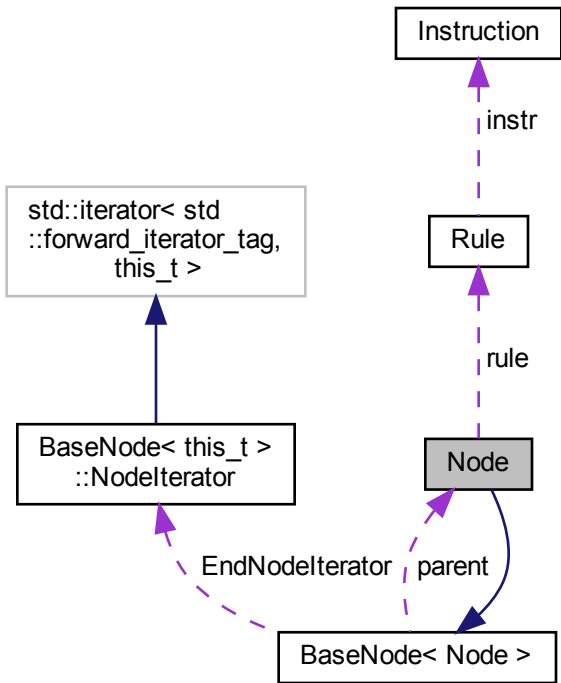 Instruction
instr
std::iterator< std
::forward_iterator_tag,
this_t >
Rule
rule
BaseNode< this_t >
::NodeIterator
Node
EndNodeIterator
parent
BaseNode< Node >